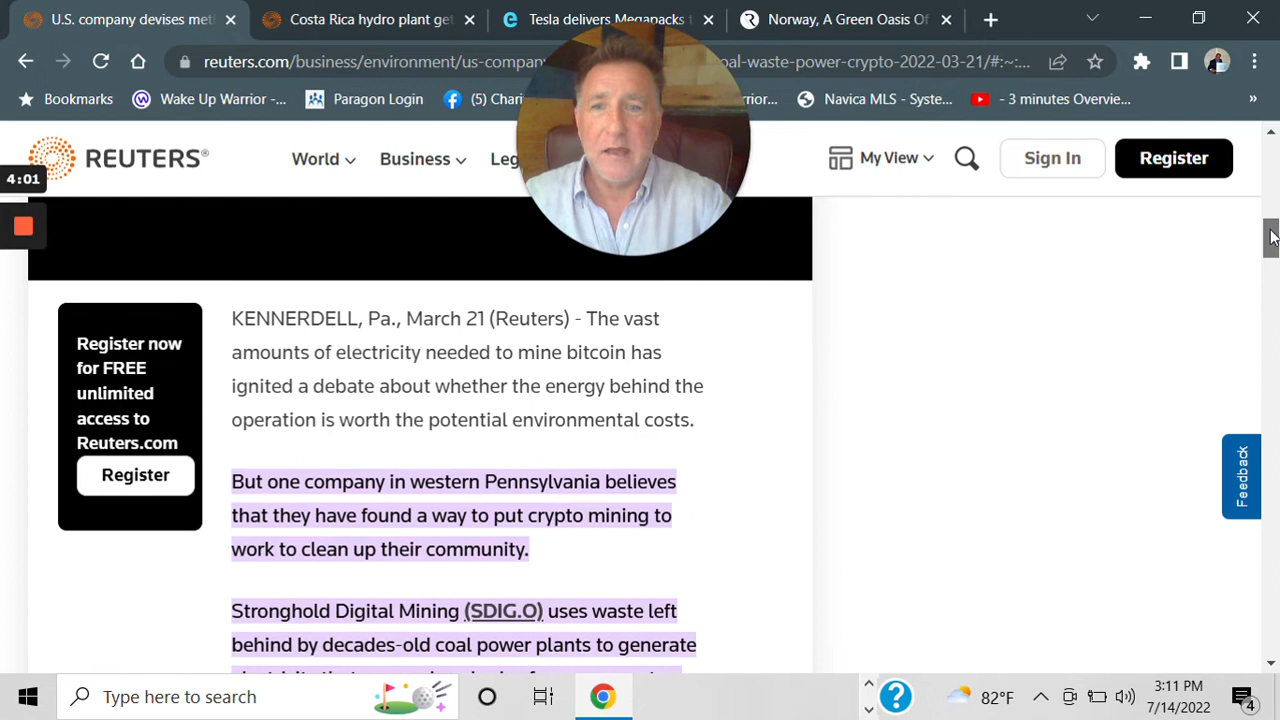 U.S. company devises met
Costa Rica hydro plant get
Tesla delivers Megapacks t
Norway, A Green Oasis Of
reuters.com/business/environment/us-compan
oal-waste-power-crypto-2022-03-21/#:~:...
Bookmarks
Wake Up Warrior - ...
Paragon Login
(5) Chari
rrior...
Navica MLS - Syste...
- 3 minutes Overvie...
»
REUTERS®
World
Business
Leg
My View
Sign In
Register
4:01
Register now
for FREE
unlimited
access to
Reuters.com
Register
KENNERDELL, Pa., March 21 (Reuters) - The vast
amounts of electricity needed to mine bitcoin has
ignited a debate about whether the energy behind the
operation is worth the potential environmental costs.
But one company in western Pennsylvania believes
that they have found a way to put crypto mining to
work to clean up their community.
Stronghold Digital Mining (SDIG.O) uses waste left
behind by decades-old coal power plants to generate
Feedback
Type here to search
82°F
3:11 PM
7/14/2022
4